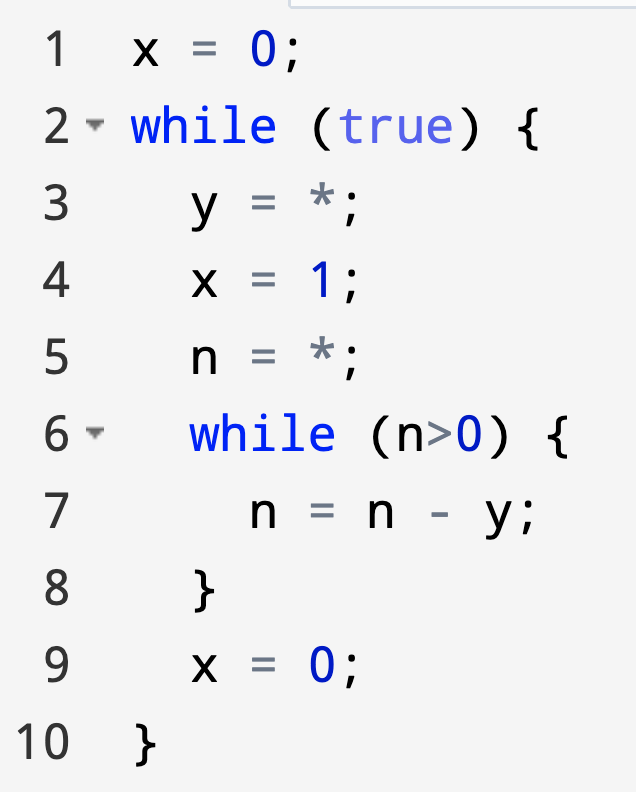 1 x = 0;
2 while (true) {
3 y = *;
4 x = 1;
5 n = *;
6 while (n>0) {
7 n = n - y;
8 }
9 x = 0;
10 }